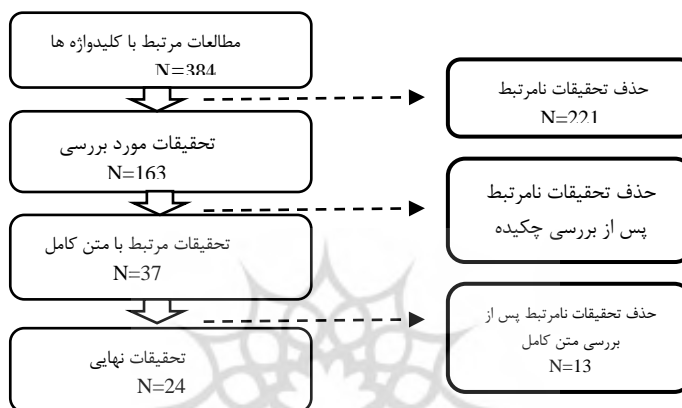 مطالعات مرتبط با کلیدواژه ها
N=384
حذف تحقیقات نامرتبط
N=221
تحقیقات مورد بررسی
N=163
حذف تحقیقات نامرتبط
پس از بررسی چکیده
تحقیقات مرتبط با متن کامل
N=37
حذف تحقیقات نامرتبط پس از
بررسی متن کامل
N=13
تحقیقات نهایی
N=24